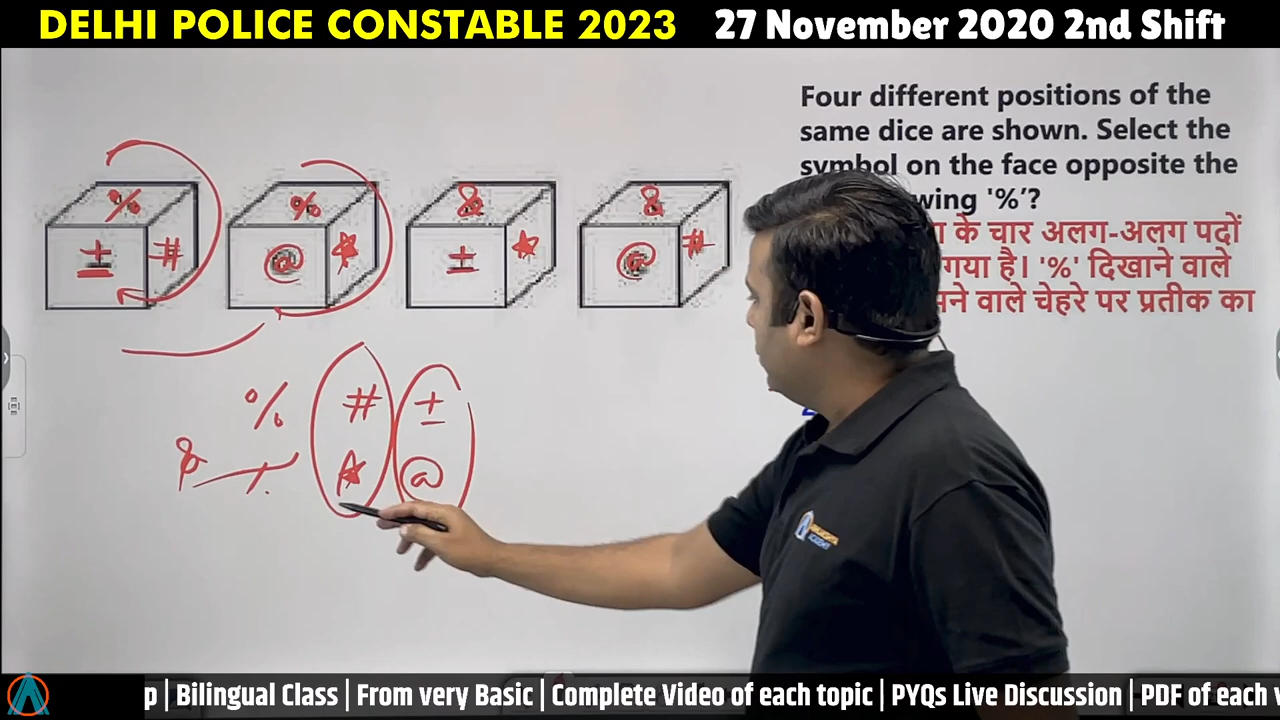 DELHI POLICE CONSTABLE 2023 27 November 2020 2nd Shift
Four different positions of the
same dice are shown. Select the
symbol on the face opposite the
'%'?
के चार अलग-अलग पदों
गया है। '%' दिखाने वाले
वाले चेहरे पर प्रतीक का
% % & &
± # @ ★ ± ★ @ #
% # ±
& % ★ @
p | Bilingual Class | From very Basic | Complete Video of each topic | PYQs Live Discussion | PDF of each